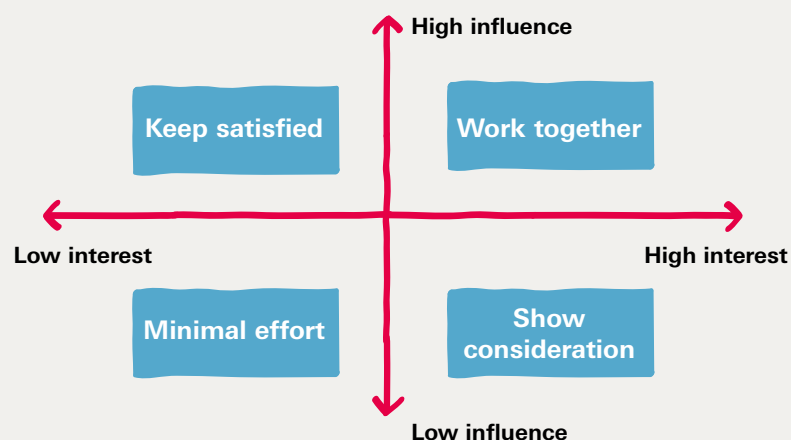 High influence
Keep satisfied
Work together
Low interest
High interest
Minimal effort
Show
consideration
Low influence